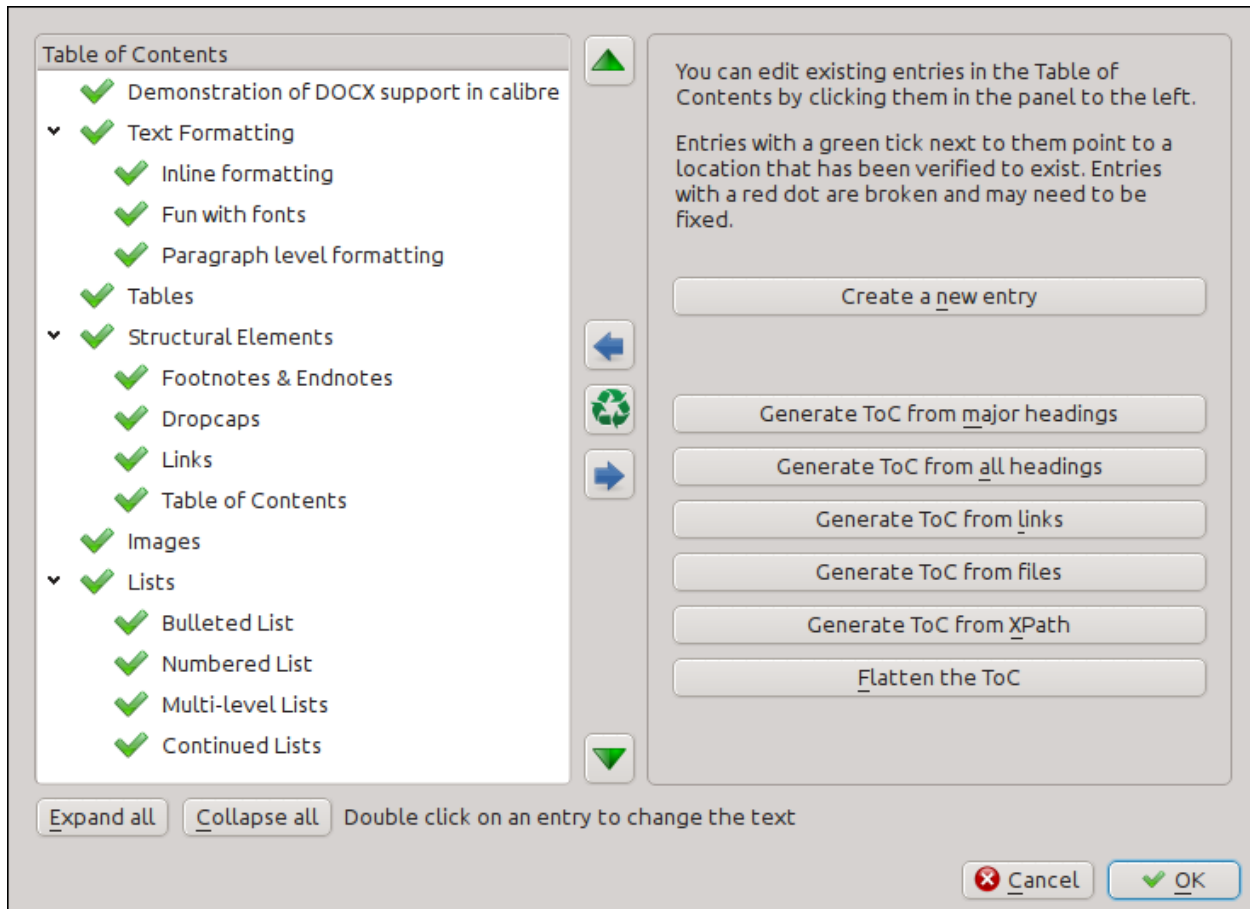 Table of Contents
Demonstration of DOCX support in calibre
Text Formatting
Inline formatting
Fun with fonts
Paragraph level formatting
Tables
Structural Elements
Footnotes & Endnotes
Dropcaps
Links
Table of Contents
Images
Lists
Bulleted List
Numbered List
Multi-level Lists
Continued Lists
You can edit existing entries in the Table of
Contents by clicking them in the panel to the left.
Entries with a green tick next to them point to a
location that has been verified to exist. Entries
with a red dot are broken and may need to be
fixed.
Create a new entry
Generate ToC from major headings
Generate ToC from all headings
Generate ToC from links
Generate ToC from files
Generate ToC from XPath
Flatten the ToC
Expand all Collapse all Double click on an entry to change the text
Cancel OK